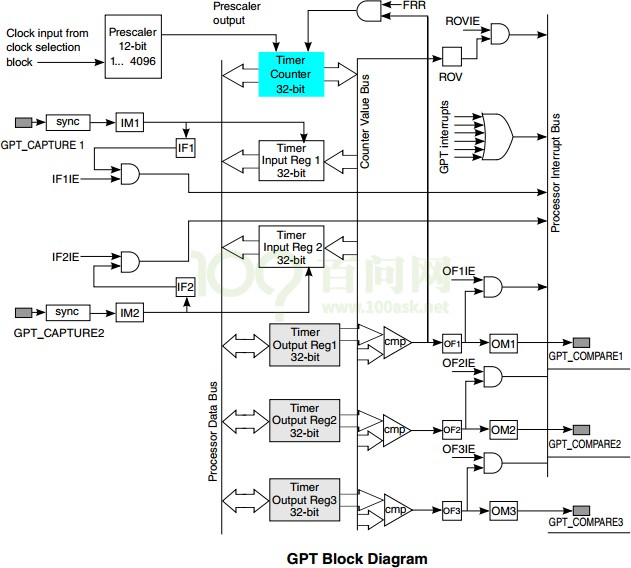 Prescaler
output
FRR
ROVIE
Clock input from
clock selection
block
Prescaler
12-bit
1... 4096
Timer
Counter
32-bit
ROV
Counter Value Bus
GPT interrupts
Processor Interrupt Bus
sync
IM1
GPT_CAPTURE 1
IF1
Timer
Input Reg 1
32-bit
IF1IE
Timer
Input Reg 2
32-bit
IF2IE
IF2
sync
IM2
GPT_CAPTURE2
百问网
www.100ask.net
OF1IE
Timer
Output Reg1
32-bit
cmp
OF1
OM1
GPT_COMPARE1
OF2IE
Processor Data Bus
Timer
Output Reg2
32-bit
cmp
OF2
OM2
GPT_COMPARE2
OF3IE
Timer
Output Reg3
32-bit
cmp
OF3
OM3
GPT_COMPARE3
GPT Block Diagram